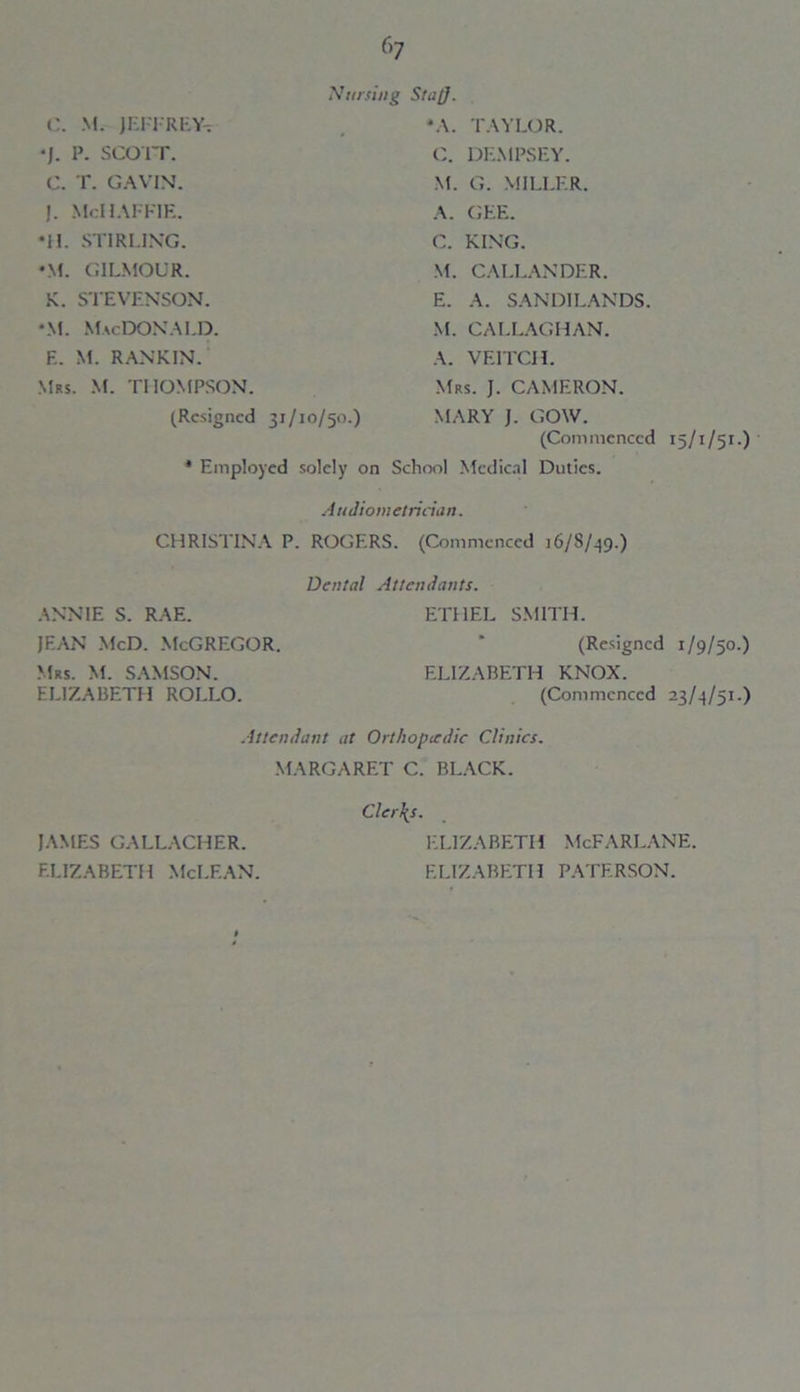 67
Nursing Staff.
C. M. JEFFREY. *A. TAYLOR.
*J. P. SCOTT. C. DEMPSEY.
C. T. GAVIN. M. G. MILLER.
J. McHAFFIE. A. GEE.
*H. STIRLING. C. KING.
*M. GILMOUR. M. CALLANDER.
K. STEVENSON. E. A. SANDILANDS.
*M. MacDONALD. M. CALLAGHAN.
E. M. RANKIN. A. VEITCH.
Mrs. M. THOMPSON. Mrs. J. CAMERON.
(Resigned 31/10/50.) MARY J. GOW.
(Commenced 15/1/51.)
* Employed solely on School Medical Duties.
Audiometrician.
CHRISTINA P. ROGERS. (Commenced 16/8/49.)
Dental Attendants.
ANNIE S. RAE. ETHEL SMITH.
JEAN McD. McGREGOR. (Resigned 1/9/50.)
Mrs. M. SAMSON. ELIZABETH KNOX.
ELIZABETH ROLLO. (Commenced 23/4/51.)
Attendant at Orthopædic Clinics.
MARGARET C. BLACK.
Clerks.
JAMES GALLACHER. ELIZABETH McFARLANE.
ELIZABETH McLEAN. ELIZABETH PATERSON.